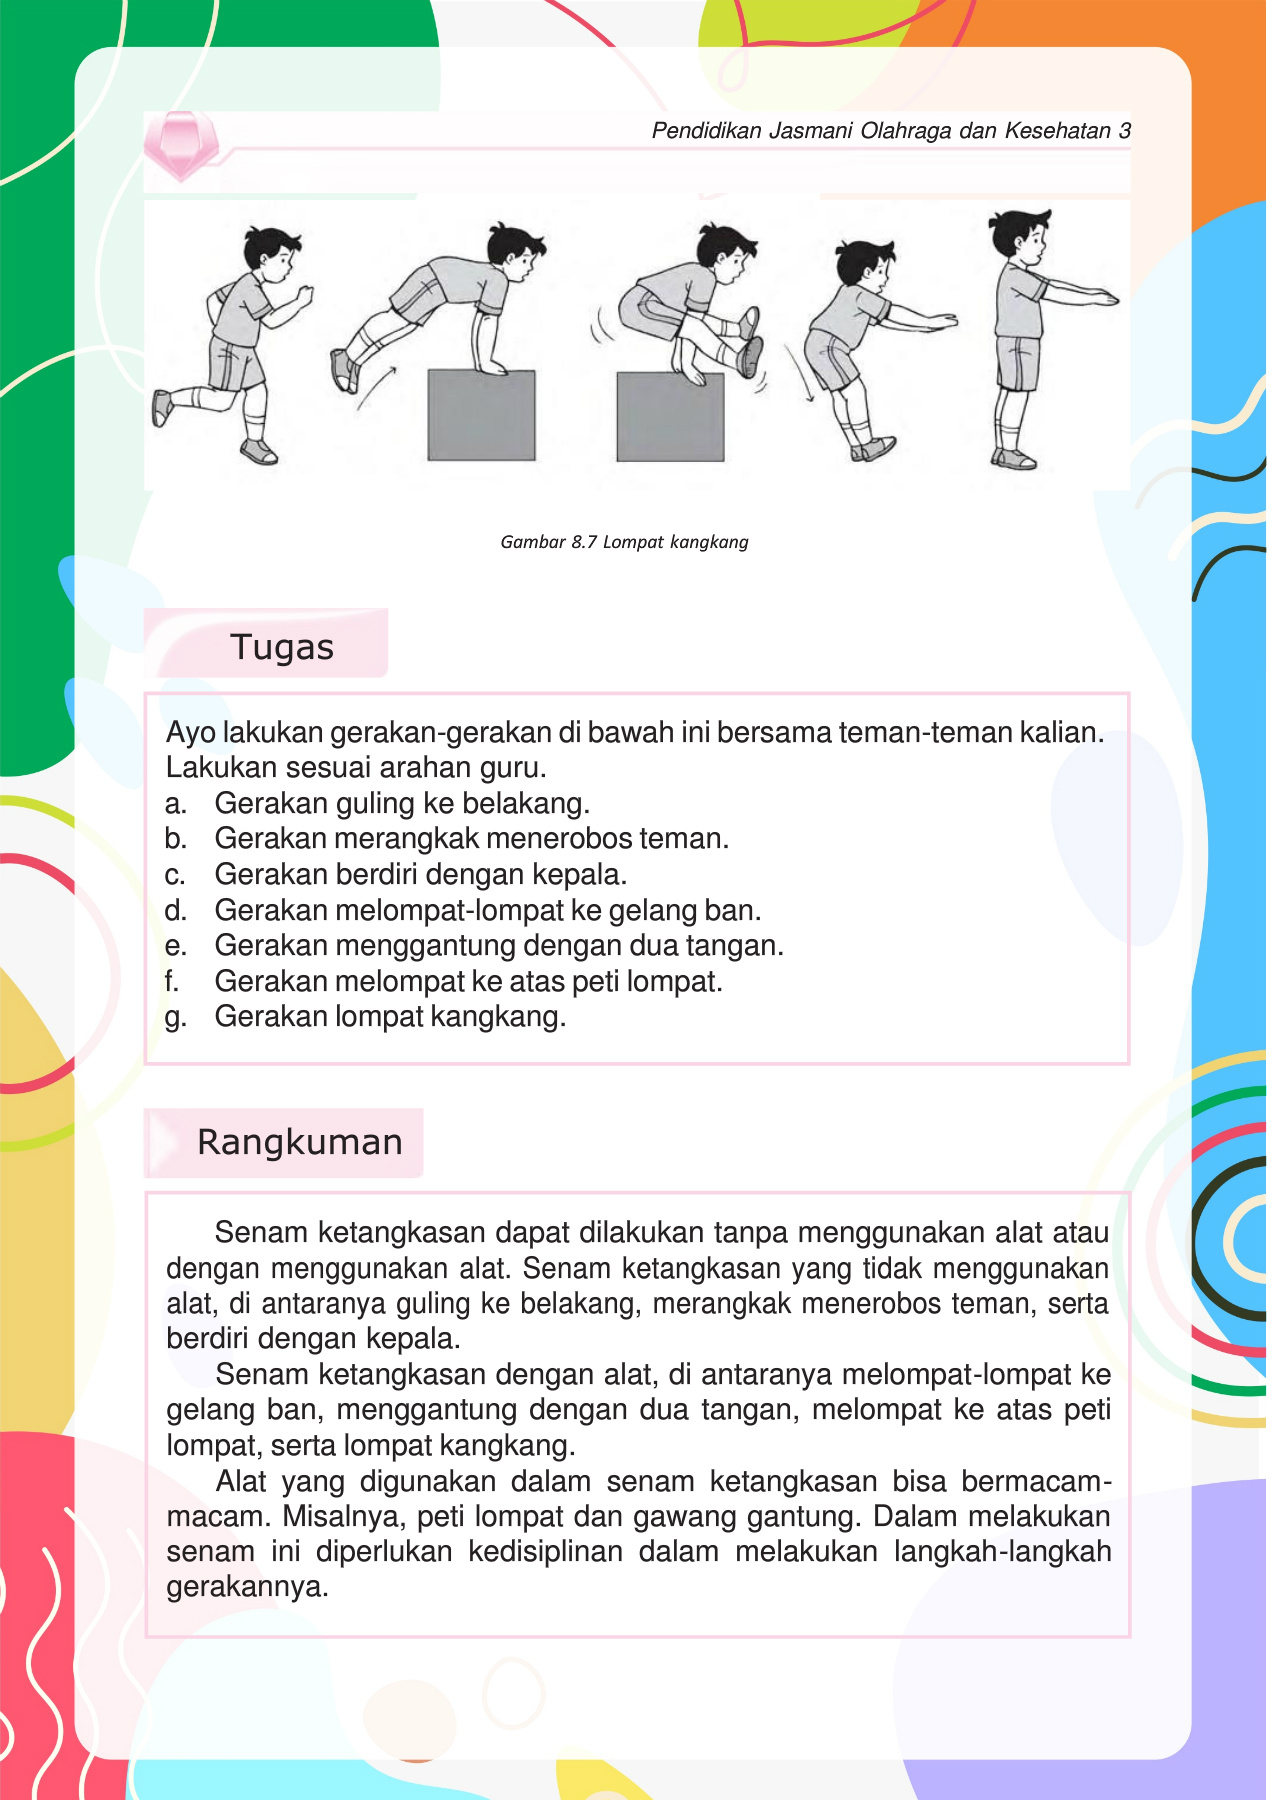 Pendidikan Jasmani Olahraga dan Kesehatan 3
Gambar 8.7 Lompat kangkang
Tugas
Ayo lakukan gerakan-gerakan di bawah ini bersama teman-teman kalian.
Lakukan sesuai arahan guru.
a. Gerakan guling ke belakang.
b. Gerakan merangkak menerobos teman.
c. Gerakan berdiri dengan kepala.
d. Gerakan melompat-lompat ke gelang ban.
e. Gerakan menggantung dengan dua tangan.
f. Gerakan melompat ke atas peti lompat.
g. Gerakan lompat kangkang.
Rangkuman
Senam ketangkasan dapat dilakukan tanpa menggunakan alat atau
dengan menggunakan alat. Senam ketangkasan yang tidak menggunakan
alat, di antaranya guling ke belakang, merangkak menerobos teman, serta
berdiri dengan kepala.
Senam ketangkasan dengan alat, di antaranya melompat-lompat ke
gelang ban, menggantung dengan dua tangan, melompat ke atas peti
lompat, serta lompat kangkang.
Alat yang digunakan dalam senam ketangkasan bisa bermacam-
macam. Misalnya, peti lompat dan gawang gantung. Dalam melakukan
senam ini diperlukan kedisiplinan dalam melakukan langkah-langkah
gerakannya.